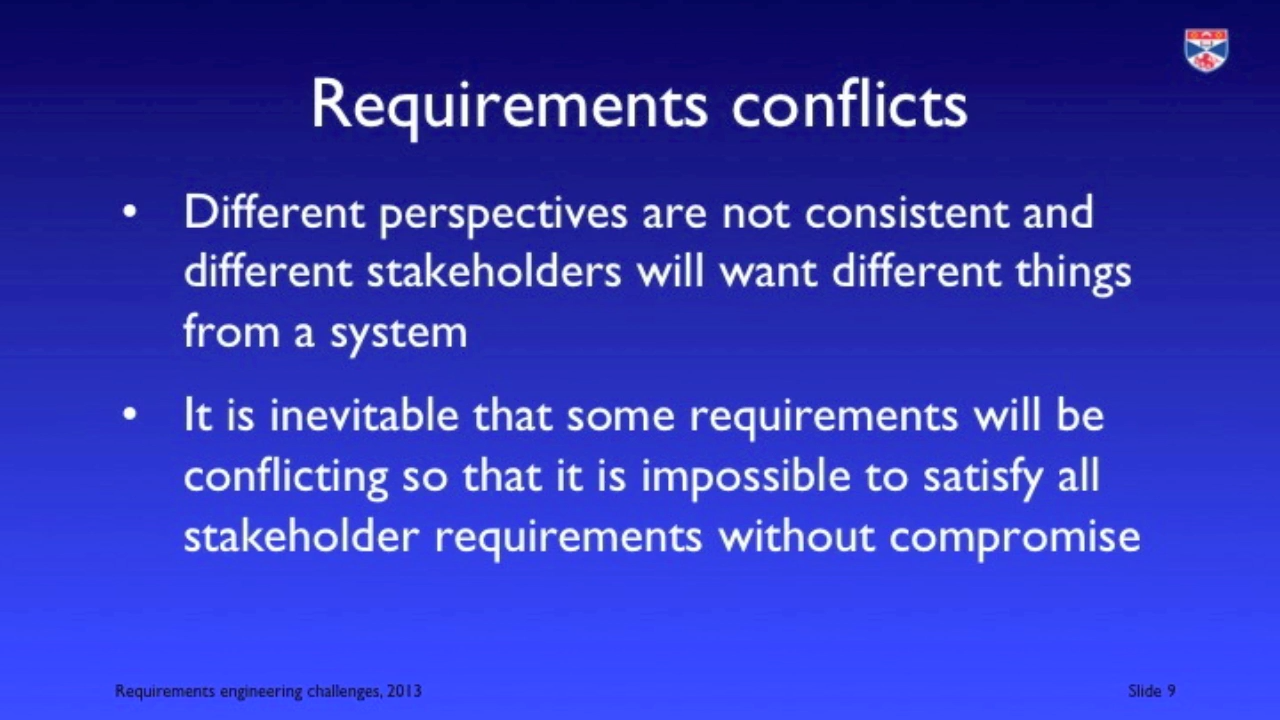 Requirements conflicts
• Different perspectives are not consistent and
different stakeholders will want different things
from a system
• It is inevitable that some requirements will be
conflicting so that it is impossible to satisfy all
stakeholder requirements without compromise
Requirements engineering challenges, 2013
Slide 9